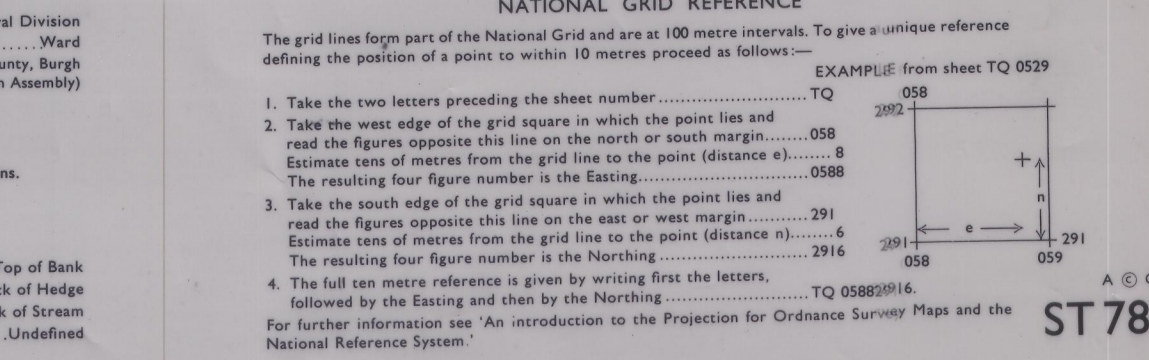 al Division
......Ward
unty, Burgh
n Assembly)
ns.
Top of Bank
ck of Hedge
k of Stream
.Undefined
NATIONAL GRID REFERENCE
The grid lines form part of the National Grid and are at 100 metre intervals. To give a unique reference
defining the position of a point to within 10 metres proceed as follows:—
EXAMPLE from sheet TQ 0529
1. Take the two letters preceding the sheet number............................TQ
2. Take the west edge of the grid square in which the point lies and
read the figures opposite this line on the north or south margin........058
Estimate tens of metres from the grid line to the point (distance e)........8
The resulting four figure number is the Easting................................0588
3. Take the south edge of the grid square in which the point lies and
read the figures opposite this line on the east or west margin...........291
Estimate tens of metres from the grid line to the point (distance n).......6
The resulting four figure number is the Northing............................2916
4. The full ten metre reference is given by writing first the letters,
followed by the Easting and then by the Northing..........................TQ 05882916.
For further information see 'An introduction to the Projection for Ordnance Survey Maps and the
National Reference System.'
058
292
n
e
291
291
058
059
A ©
ST 78